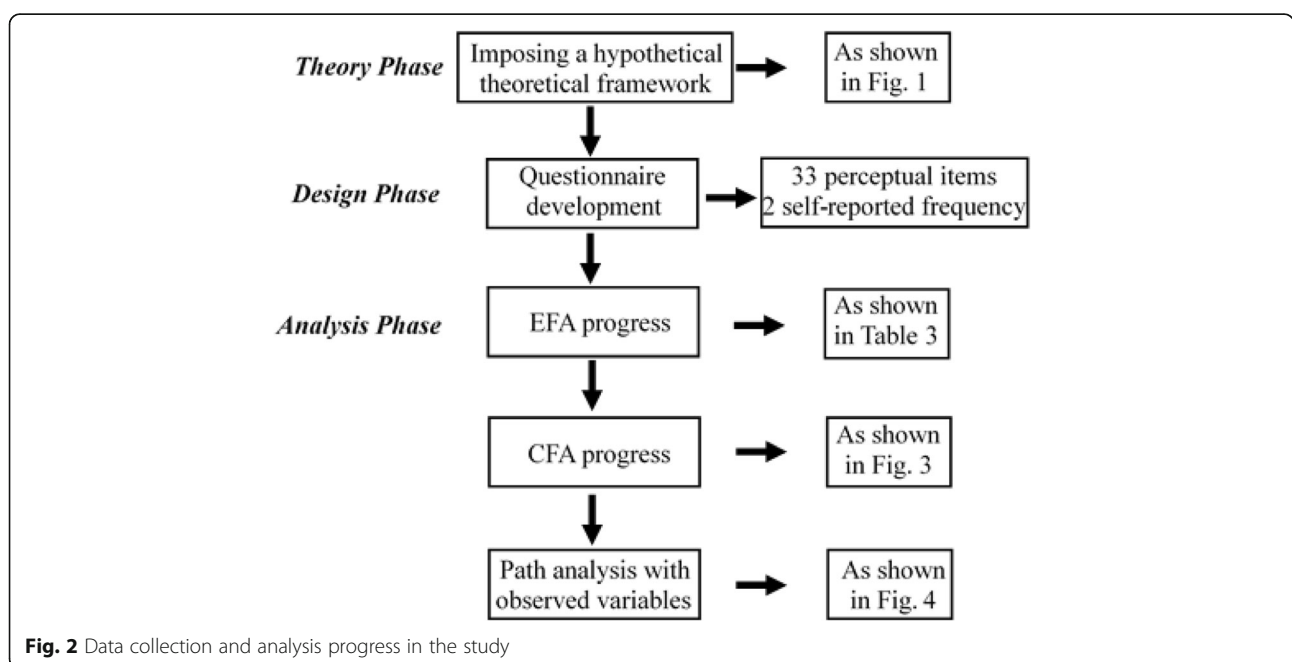 Theory Phase
Imposing a hypothetical
theoretical framework
As shown
in Fig. 1
Design Phase
Questionnaire
development
33 perceptual items
2 self-reported frequency
Analysis Phase
EFA progress
As shown
in Table 3
CFA progress
As shown
in Fig. 3
Path analysis with
observed variables
As shown
in Fig. 4
Fig. 2 Data collection and analysis progress in the study